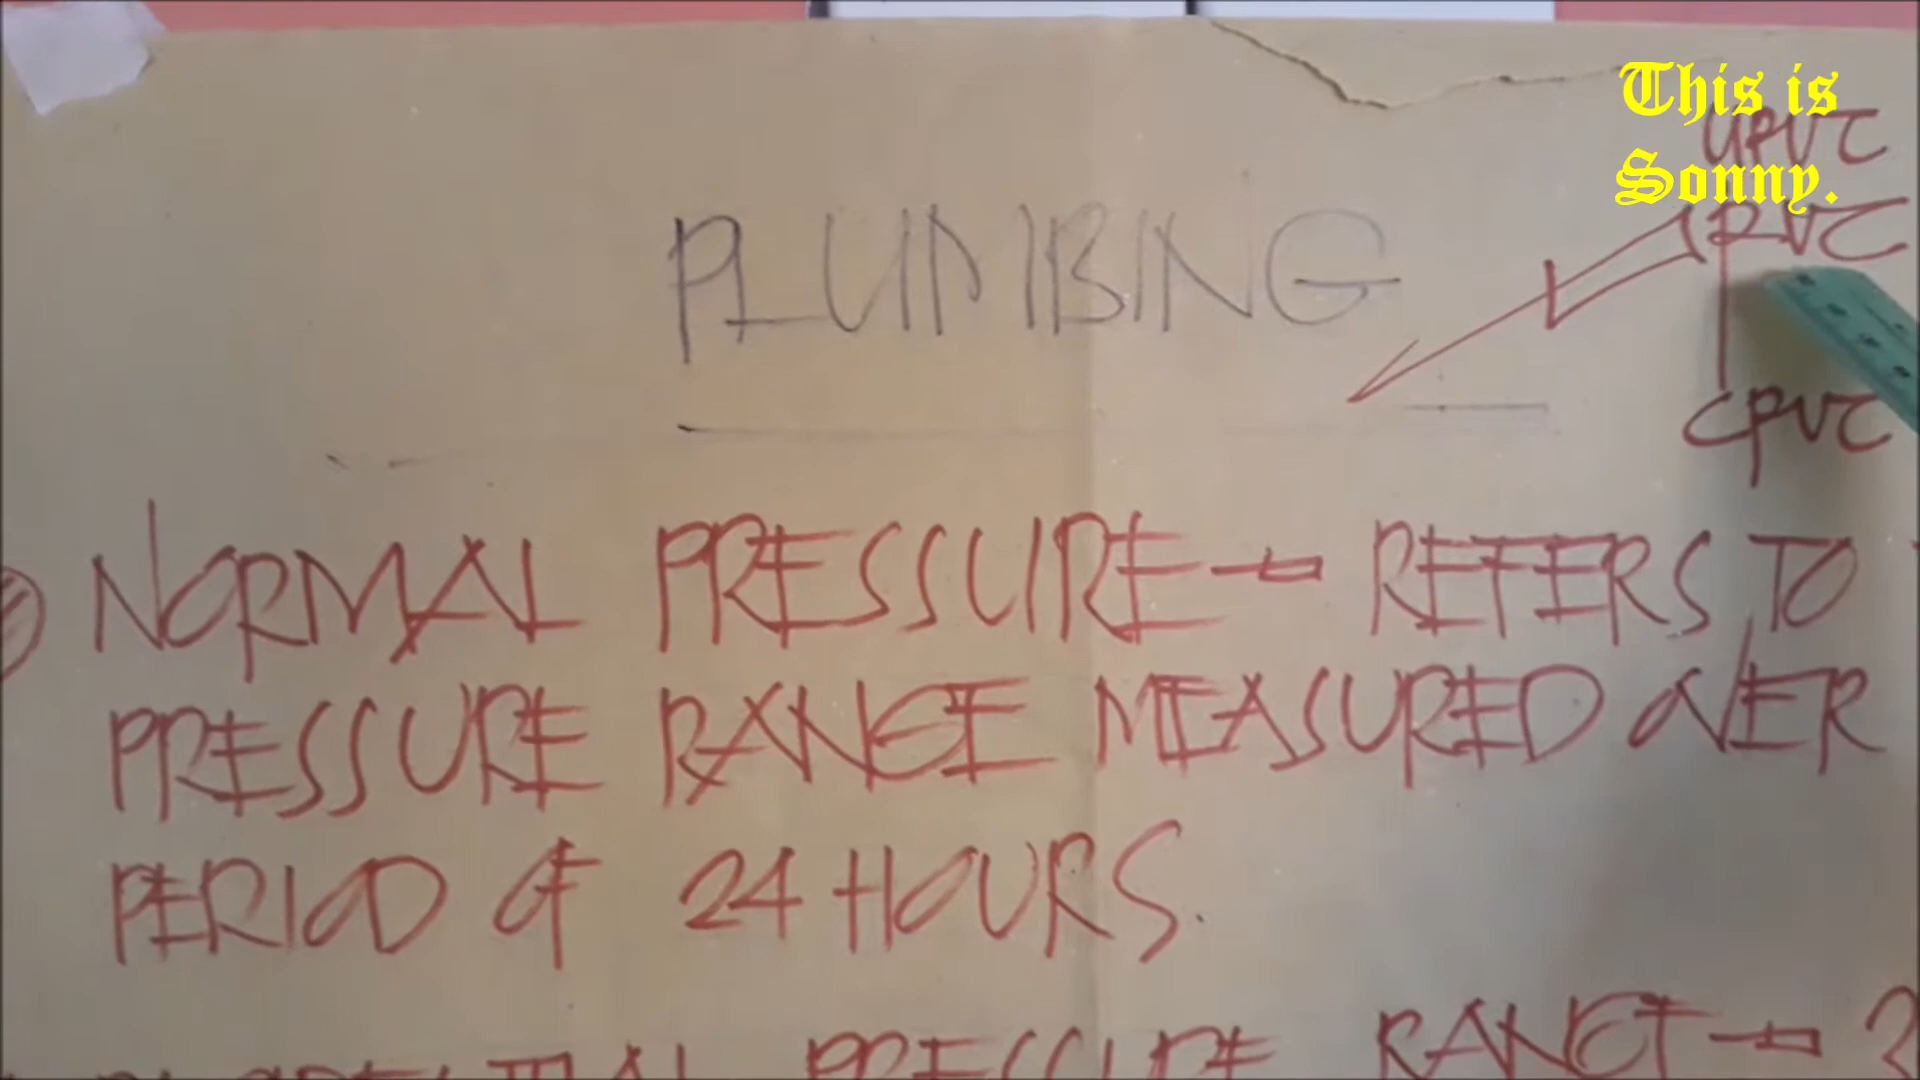 This is
Sonny.
UPVC
PVC
CPVC
PLUMBING
NORMAL PRESSURE → REFERS TO
PRESSURE RANGE MEASURED OVER
PERIOD OF 24 HOURS.
PRESSURE RANGE →